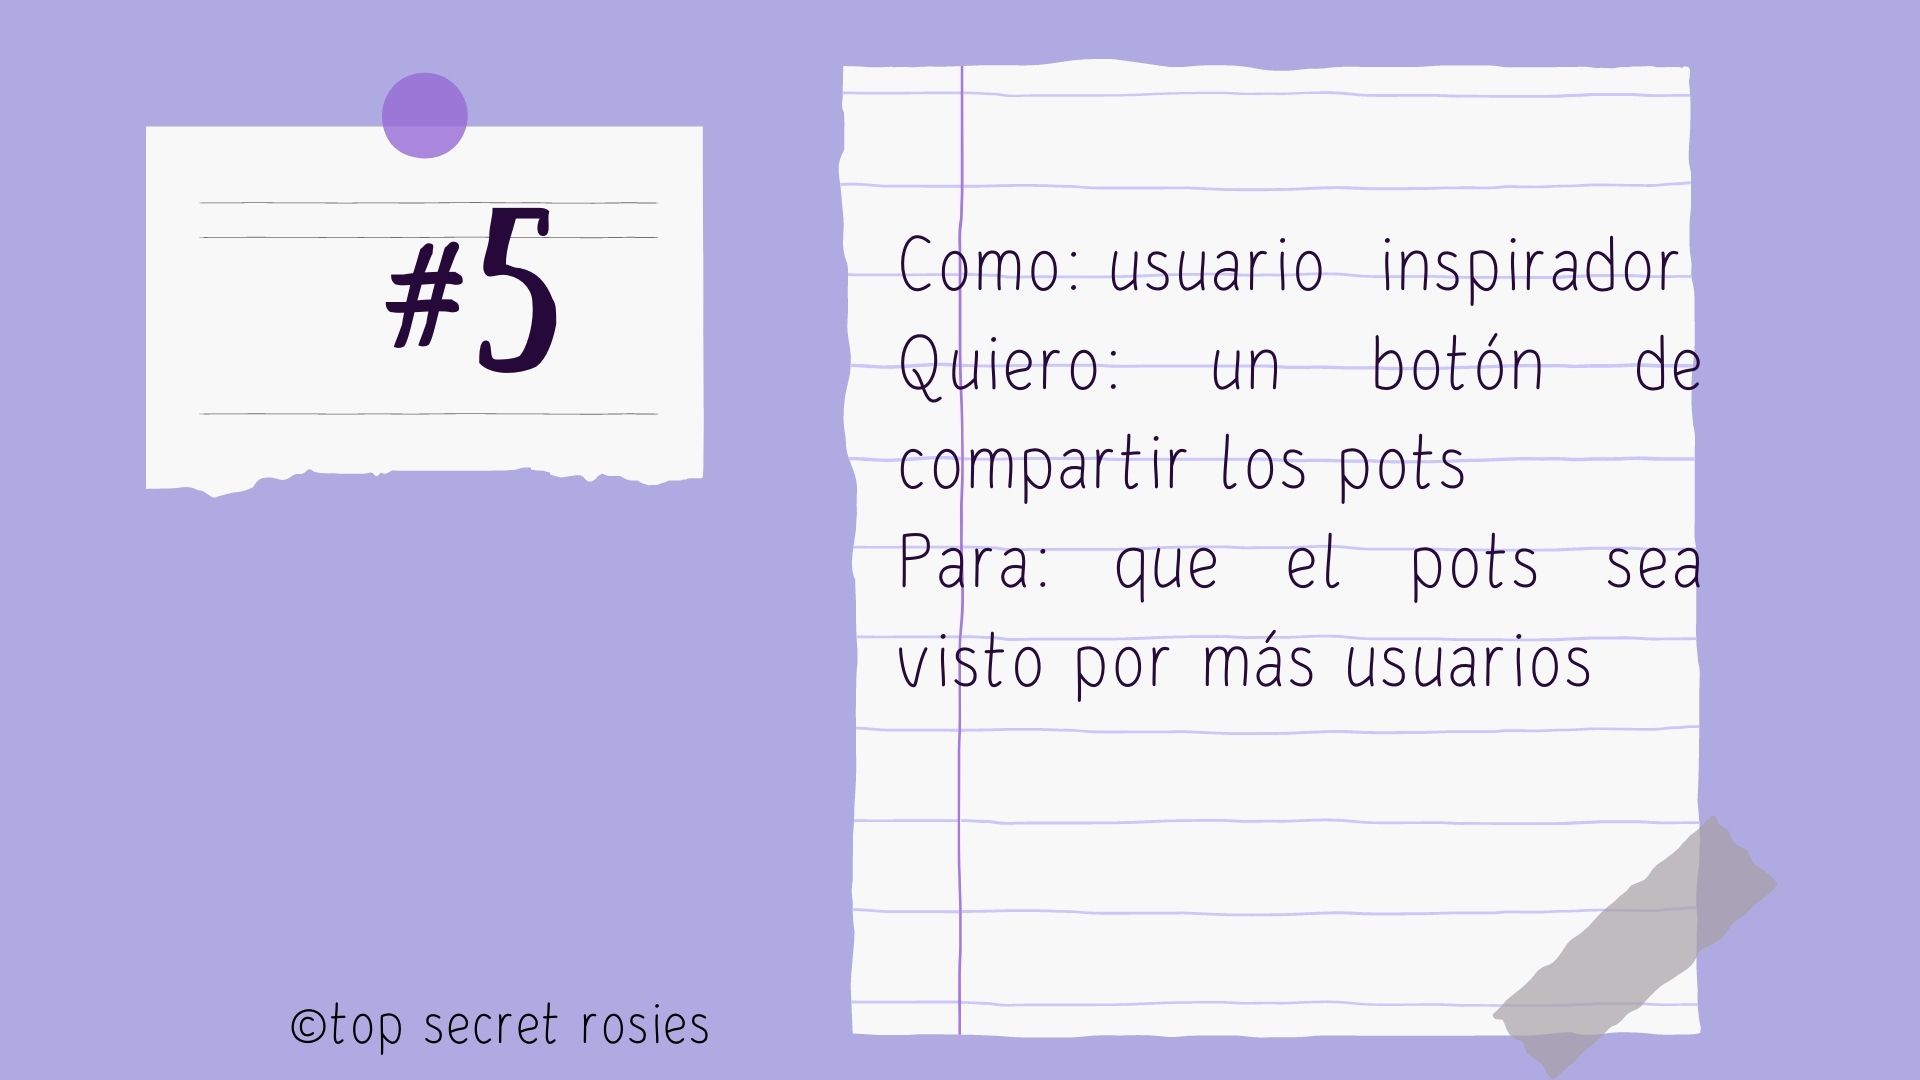 #5
Como: usuario inspirador
Quiero: un botón de
compartir los pots
Para: que el pots sea
visto por más usuarios
©top secret rosies